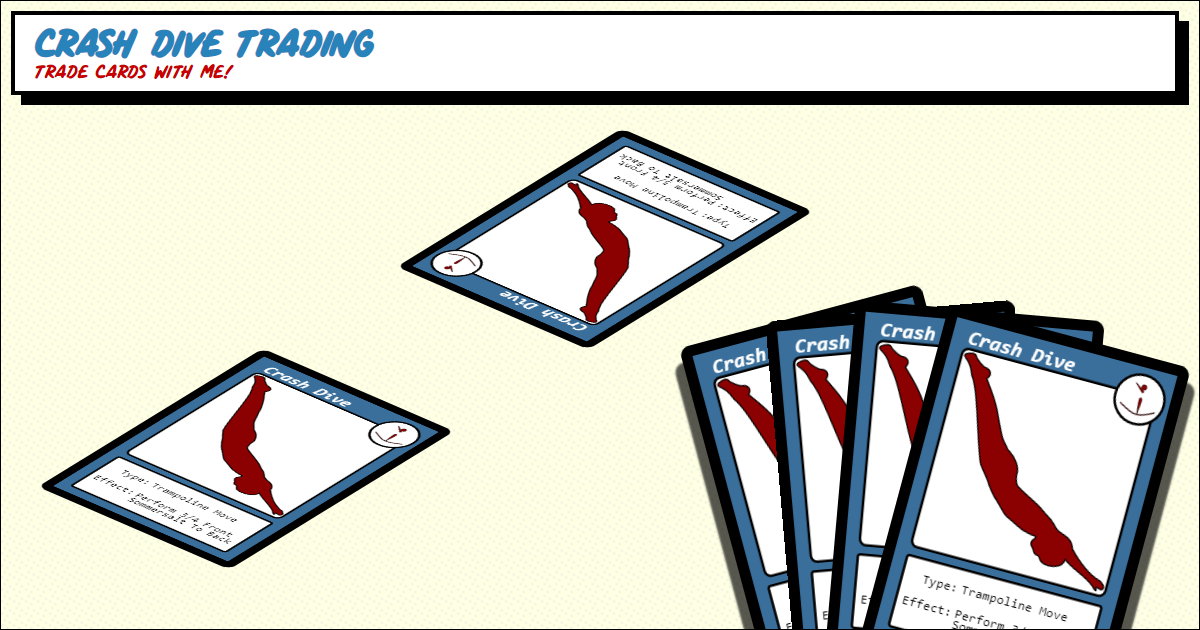 CRASH DIVE TRADING
TRADE CARDS WITH ME!
Crash Dive
Type: Trampoline Move
Effect: Perform 3/4 Front
Sommersalt To Back
Crash Dive
Type: Trampoline Move
Effect: Perform 3/4 Front
Sommersalt To Back
Crash
Crash
Crash
Crash Dive
Type: Trampoline Move
Effect: Perform